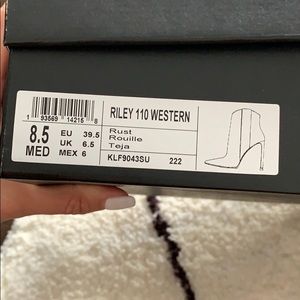 1 93569 14215 8
RILEY 110 WESTERN
8.5 EU 39.5
MED UK 6.5
MEX 6
Rust
Rouille
Teja
KLF9043SU 222